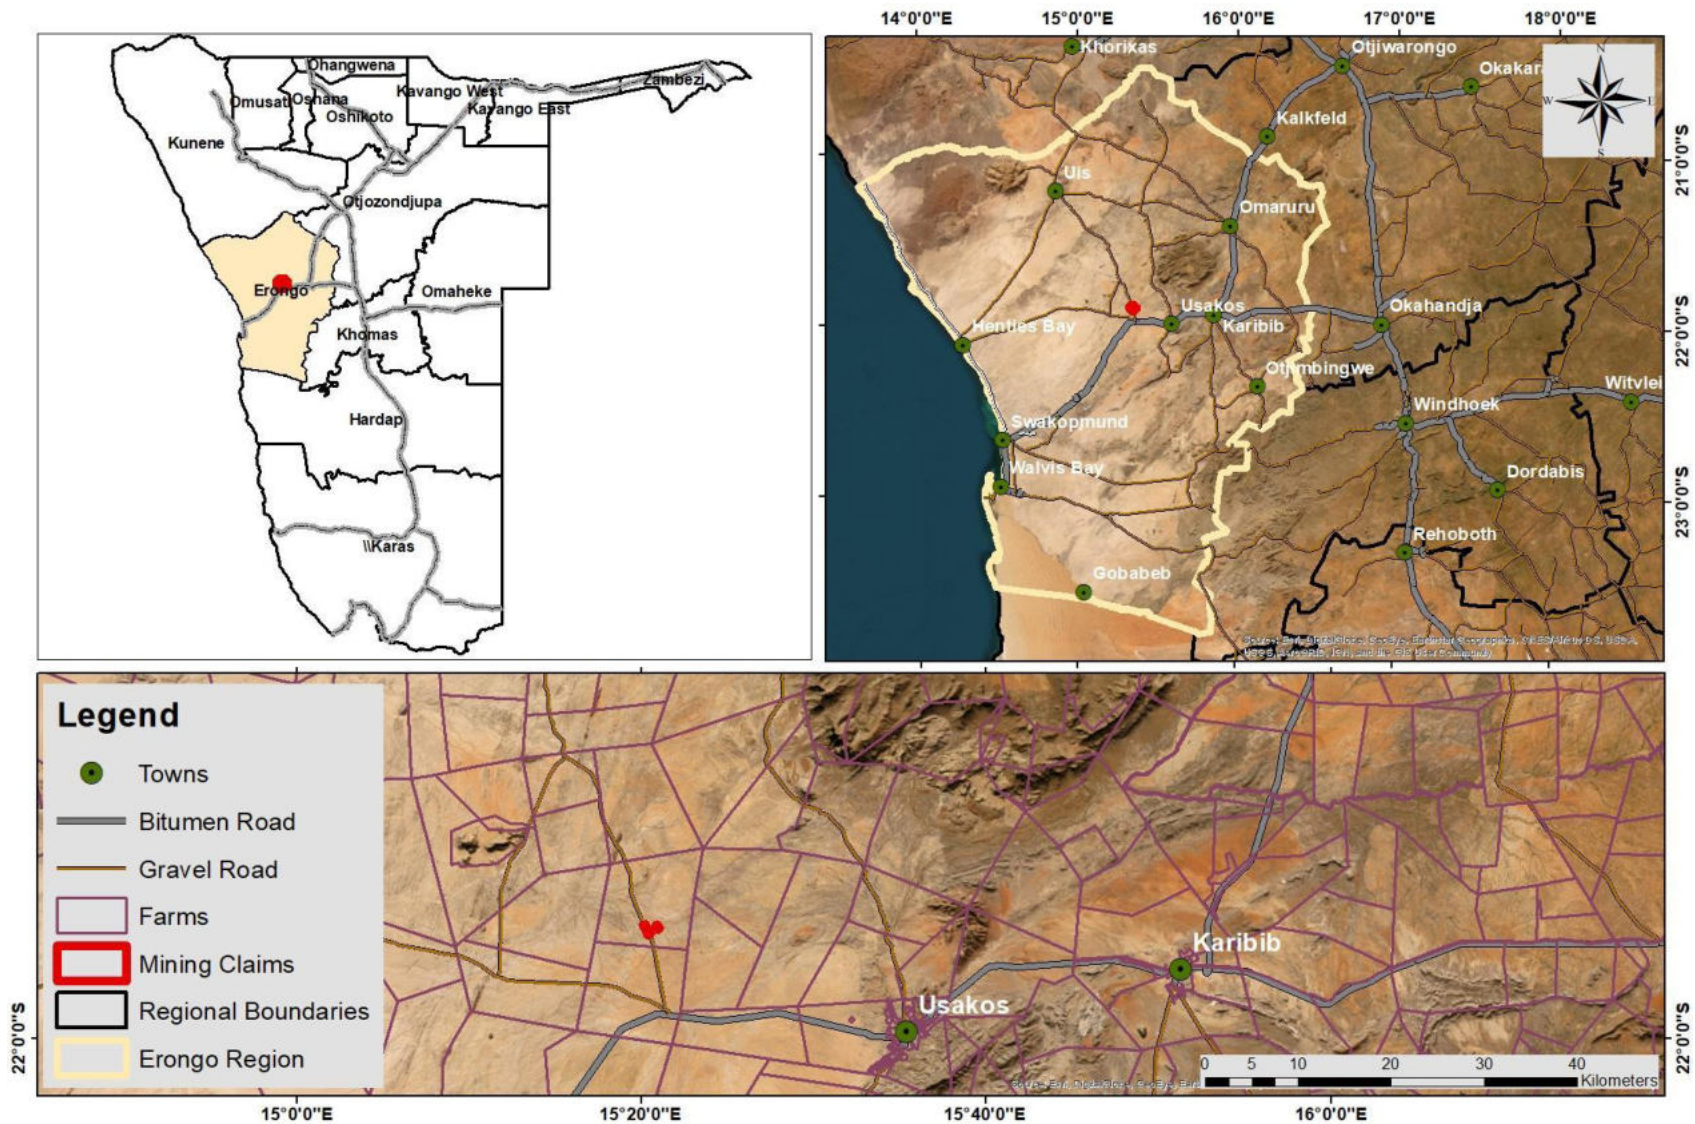 Ohangwena
Omusati
Oshana
Oshikoto
Kavango West
Kavango East
Zambezi
Kunene
Otjozondjupa
Erongo
Omaheke
Khomas
Hardap
\\Karas
14°0'0"E
15°0'0"E
16°0'0"E
17°0'0"E
18°0'0"E
Khorixas
Otjiwarongo
Okakara
N
W
E
S
Kalkfeld
Uis
Omaruru
21°0'0"S
Usakos
Karibib
Okahandja
Henties Bay
22°0'0"S
Otjimbingwe
Witvlei
Windhoek
Swakopmund
Walvis Bay
Dordabis
23°0'0"S
Rehoboth
Gobabeb
Legend
Towns
Bitumen Road
Gravel Road
Farms
Mining Claims
Regional Boundaries
Erongo Region
Karibib
Usakos
22°0'0"S
22°0'0"S
0 5 10 20 30 40
Kilometers
15°0'0"E
15°20'0"E
15°40'0"E
16°0'0"E